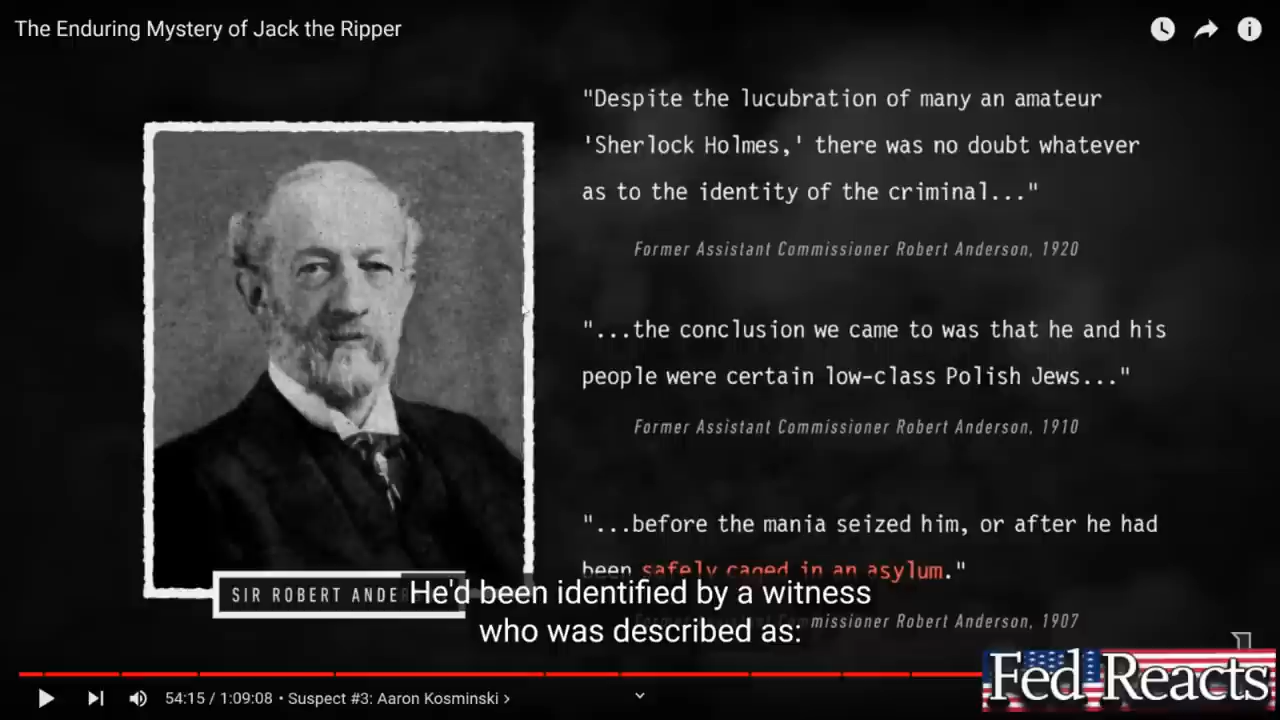 The Enduring Mystery of Jack the Ripper
"Despite the lucubration of many an amateur
'Sherlock Holmes,' there was no doubt whatever
as to the identity of the criminal..."
Former Assistant Commissioner Robert Anderson, 1920
"...the conclusion we came to was that he and his
people were certain low-class Polish Jews..."
Former Assistant Commissioner Robert Anderson, 1910
"...before the mania seized him, or after he had
been safely caged in an asylum."
Commissioner Robert Anderson, 1907
SIR ROBERT
He'd been identified by a witness
who was described as:
54:15 / 1:09:08 • Suspect #3: Aaron Kosminski >
Fed Reacts